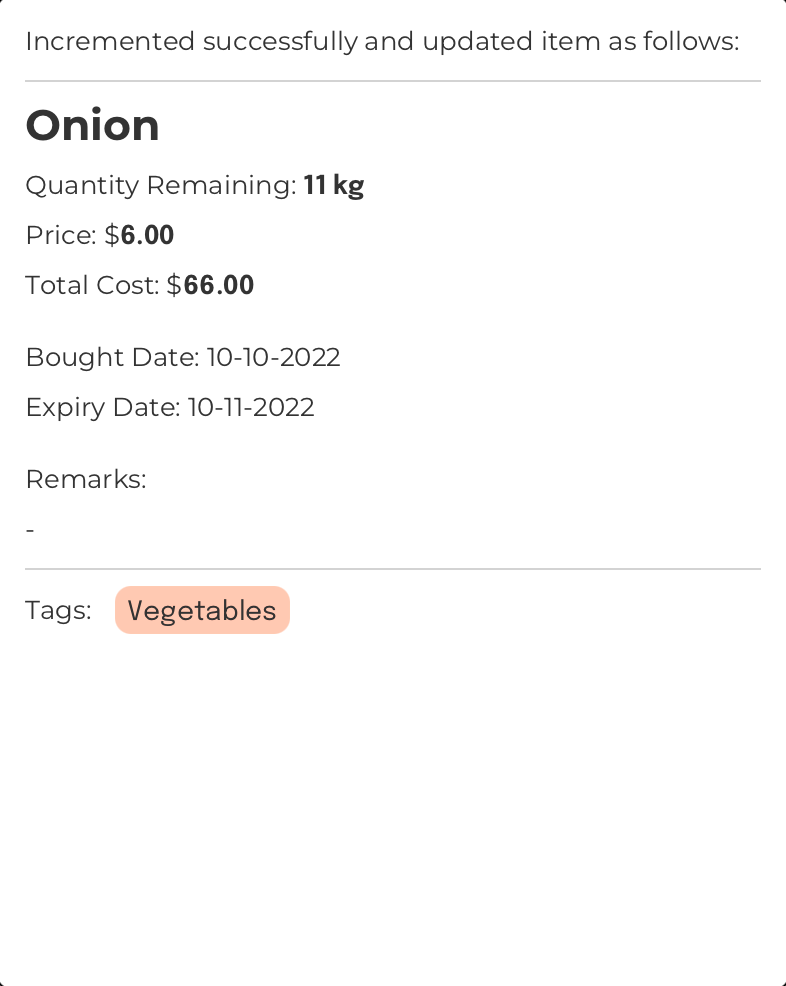 Incremented successfully and updated item as follows:
Onion
Quantity Remaining: 11 kg
Price: $6.00
Total Cost: $66.00
Bought Date: 10-10-2022
Expiry Date: 10-11-2022
Remarks:
-
Tags: Vegetables